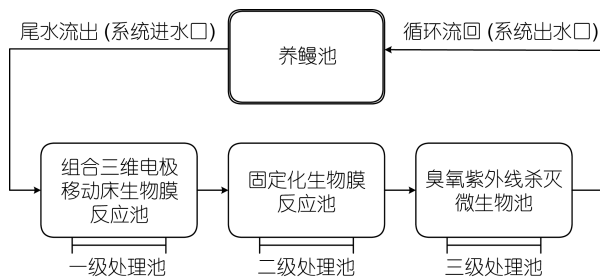 尾水流出 (系统进水口)
养鳗池
循环流回 (系统出水口)
组合三维电极
移动床生物膜
反应池
固定化生物膜
反应池
臭氧紫外线杀灭
微生物池
一级处理池
二级处理池
三级处理池